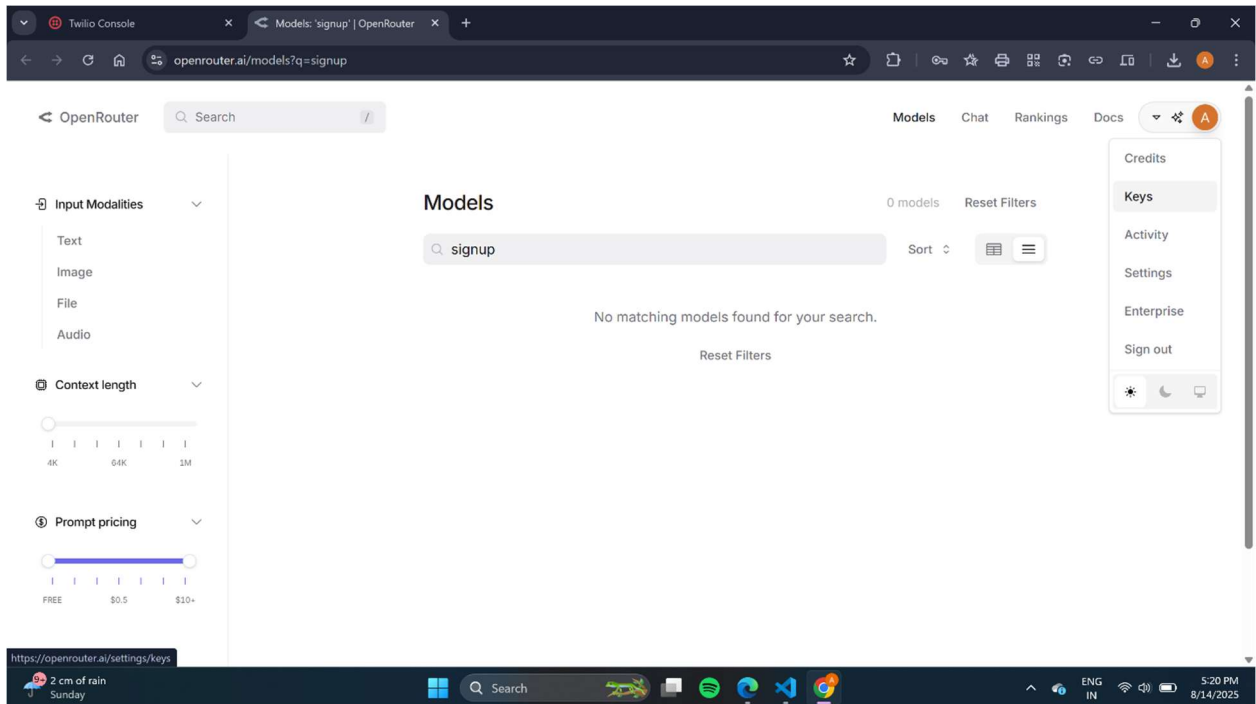 Twilio Console
Models: 'signup' | OpenRouter
openrouter.ai/models?q=signup
A
OpenRouter
Search
/
Models
Chat
Rankings
Docs
A
Credits
Keys
Activity
Settings
Enterprise
Sign out
Input Modalities
Text
Image
File
Audio
Context length
4K 64K 1M
Prompt pricing
FREE $0.5 $10+
Models
0 models
Reset Filters
signup
Sort
No matching models found for your search.
Reset Filters
https://openrouter.ai/settings/keys
9+
2 cm of rain
Sunday
Search
A
ENG
IN
5:20 PM
8/14/2025